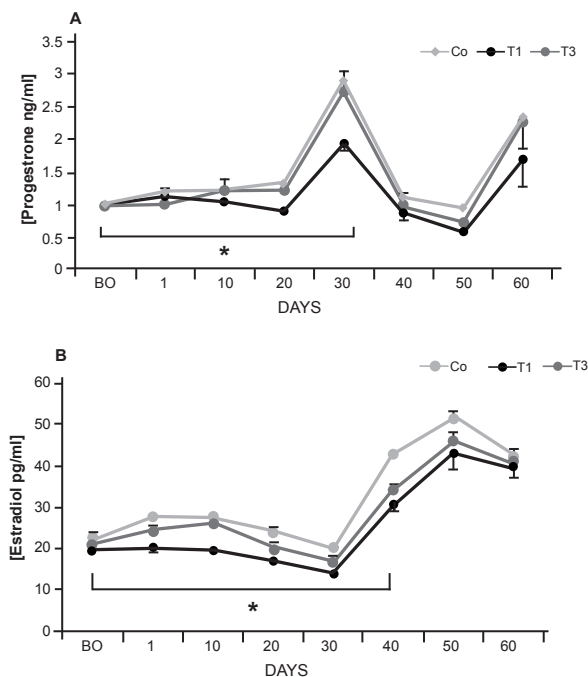 A
[Progestrone ng/ml]
3.5
3
2.5
2
1.5
1
0.5
0
Co T1 T3
*
BO 1 10 20 30 40 50 60
DAYS
B
[Estradiol pg/ml]
60
50
40
30
20
10
0
Co T1 T3
*
BO 1 10 20 30 40 50 60
DAYS